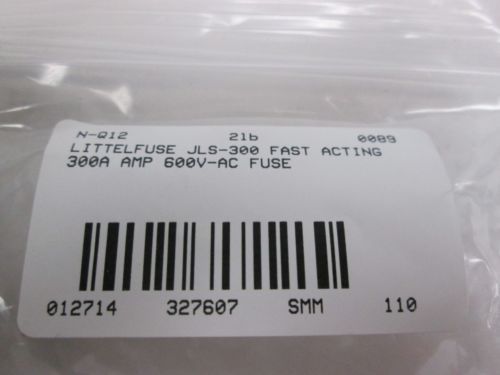 N-Q12 21b 0089
LITTELFUSE JLS-300 FAST ACTING
300A AMP 600V-AC FUSE
012714 327607 SMM 110